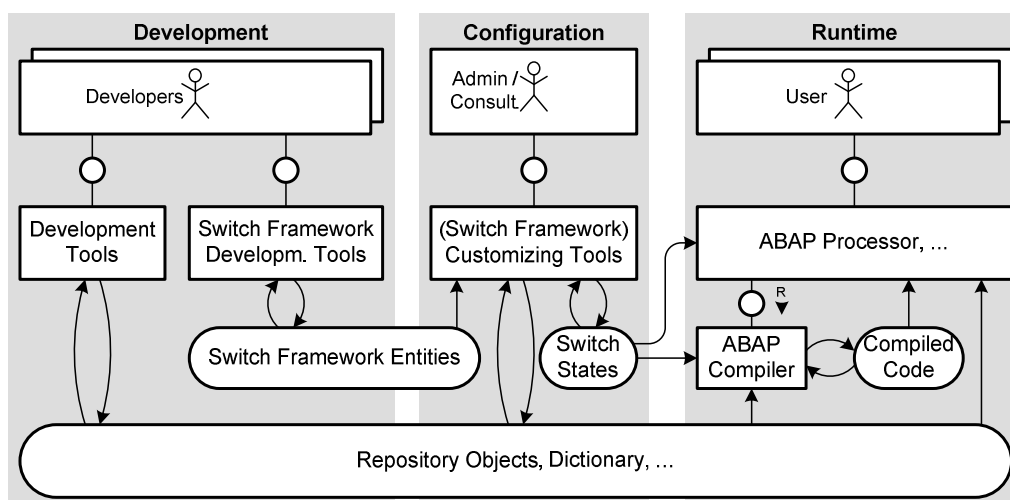 Development
Configuration
Runtime
Developers
Admin /
Consult.
User
Development
Tools
Switch Framework
Developm. Tools
(Switch Framework)
Customizing Tools
ABAP Processor, ...
R
Switch Framework Entities
Switch
States
ABAP
Compiler
Compiled
Code
Repository Objects, Dictionary, ...